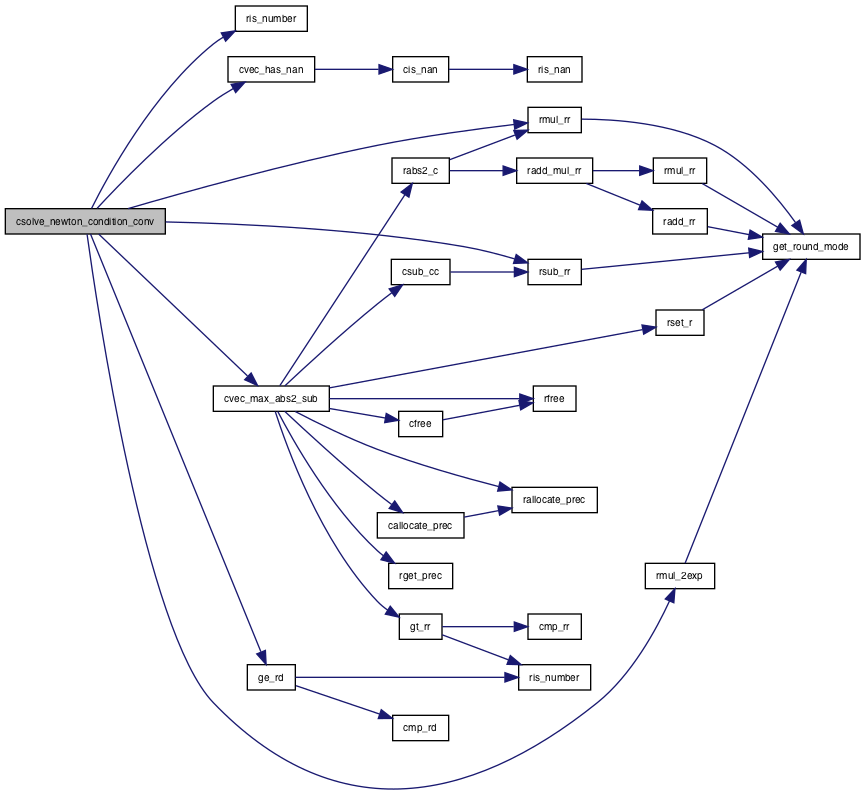 ris_number
cvec_has_nan
cis_nan
ris_nan
rmul_rr
rabs2_c
radd_mul_rr
rmul_rr
csolve_newton_condition_conv
radd_rr
get_round_mode
csub_cc
rsub_rr
rset_r
cvec_max_abs2_sub
rfree
cfree
rallocate_prec
callocate_prec
rget_prec
rmul_2exp
gt_rr
cmp_rr
ge_rd
ris_number
cmp_rd